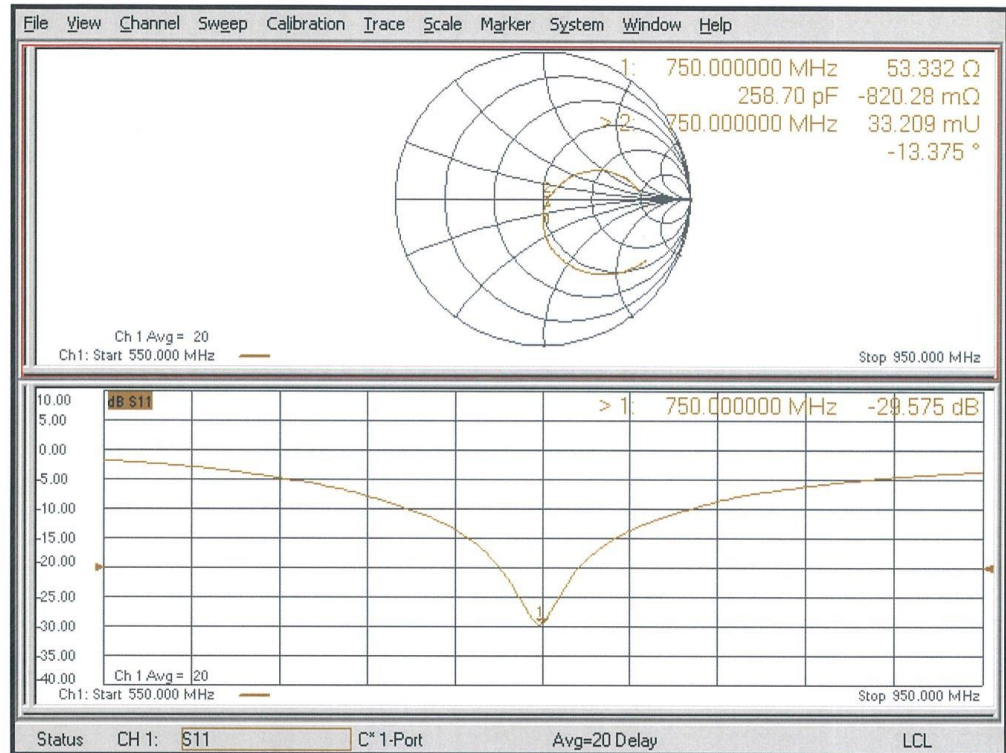 File View Channel Sweep Calibration Trace Scale Marker System Window Help
1: 750.000000 MHz 53.332 Ω
258.70 pF -820.28 mΩ
> 2: 750.000000 MHz 33.209 mU
-13.375 °
Ch 1 Avg = 20
Ch1: Start 550.000 MHz
Stop 950.000 MHz
10.00
dB S11
> 1: 750.000000 MHz -29.575 dB
5.00
0.00
-5.00
-10.00
-15.00
-20.00
-25.00
-30.00
1
-35.00
-40.00
Ch 1 Avg = 20
Ch1: Start 550.000 MHz
Stop 950.000 MHz
Status CH 1: S11 C* 1-Port Avg=20 Delay LCL